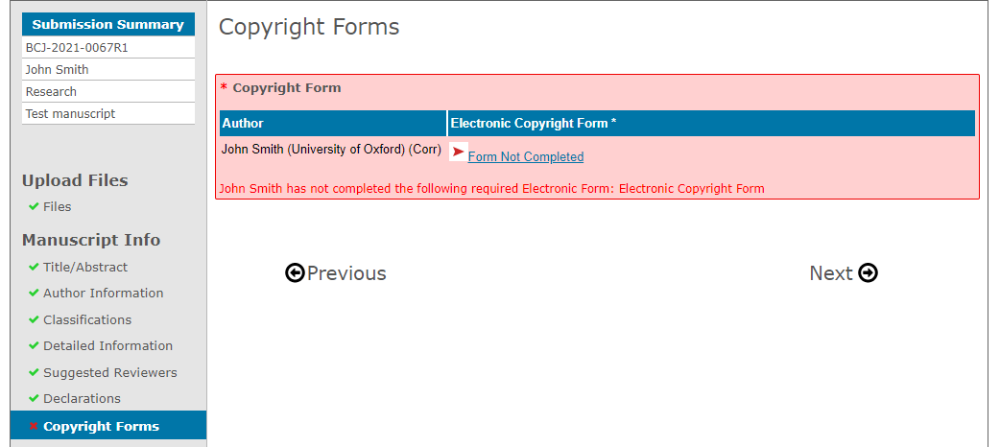 Submission Summary
BCJ-2021-0067R1
John Smith
Research
Test manuscript
Upload Files
Files
Manuscript Info
Title/Abstract
Author Information
Classifications
Detailed Information
Suggested Reviewers
Declarations
Copyright Forms
Copyright Forms
* Copyright Form
Author Electronic Copyright Form *
John Smith (University of Oxford) (Corr) Form Not Completed
John Smith has not completed the following required Electronic Form: Electronic Copyright Form
Previous Next